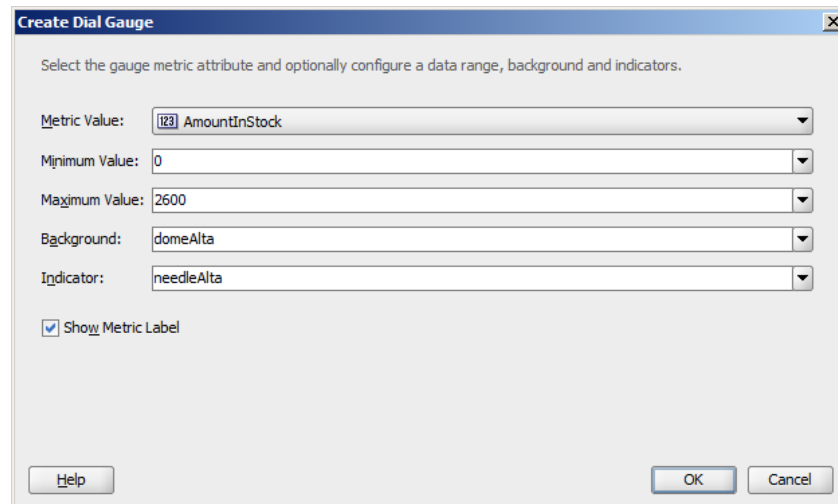 Create Dial Gauge
Select the gauge metric attribute and optionally configure a data range, background and indicators.
Metric Value: 123 AmountInStock
Minimum Value: 0
Maximum Value: 2600
Background: domeAlta
Indicator: needleAlta
Show Metric Label
Help OK Cancel